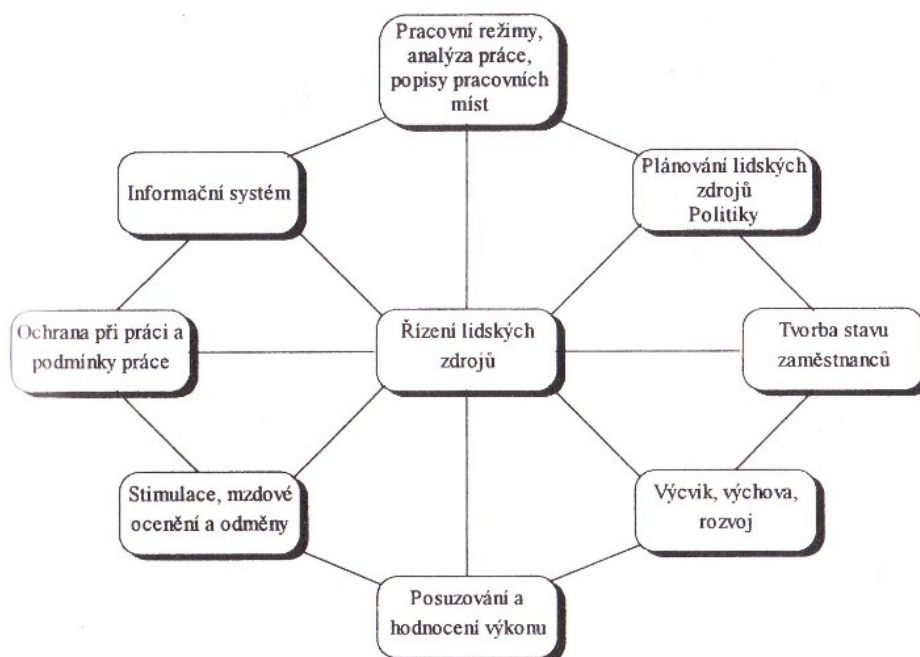 Pracovní režimy,
analýza práce,
popisy pracovních
míst
Informační systém
Plánování lidských
zdrojů
Politiky
Ochrana při práci a
podmínky práce
Řízení lidských
zdrojů
Tvorba stavu
zaměstnanců
Stimulace, mzdové
ocenění a odměny
Výcvik, výchova,
rozvoj
Posuzování a
hodnocení výkonu